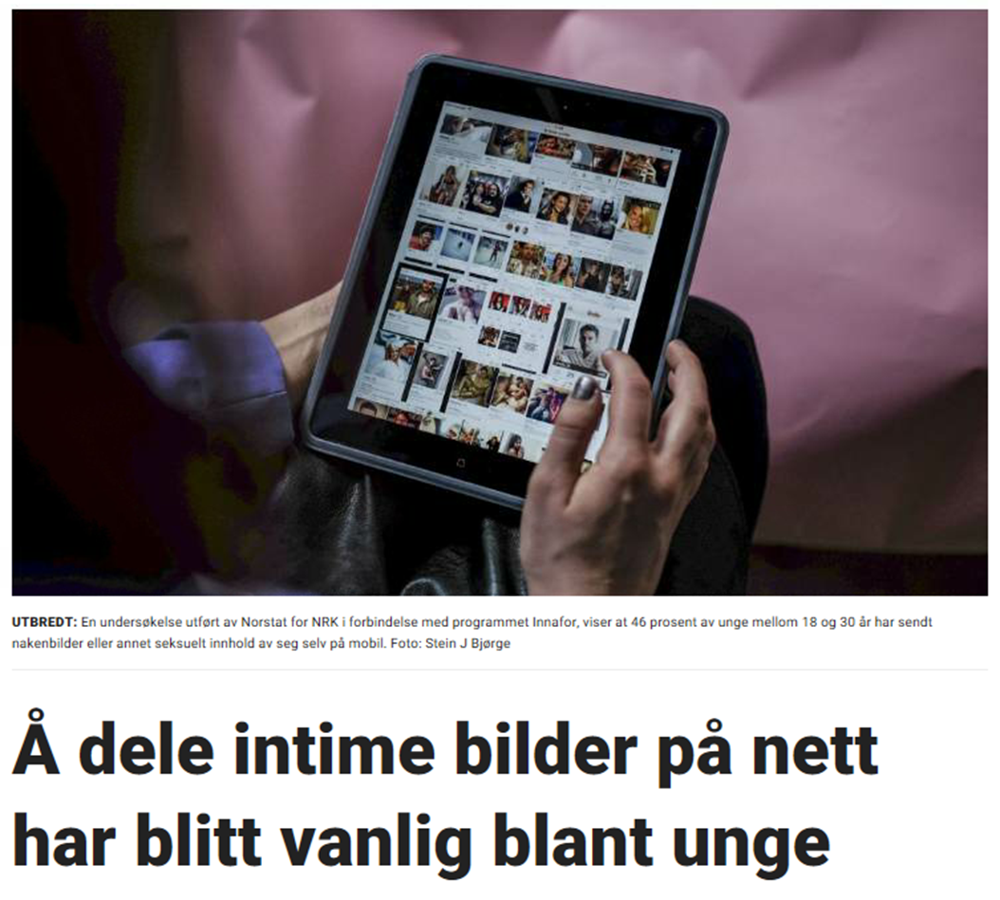 UTBREDT: En undersøkelse utført av Norstat for NRK i forbindelse med programmet Innafor, viser at 46 prosent av unge mellom 18 og 30 år har sendt
nakenbilder eller annet seksuelt innhold av seg selv på mobil. Foto: Stein J Bjørge
Å dele intime bilder på nett
har blitt vanlig blant unge